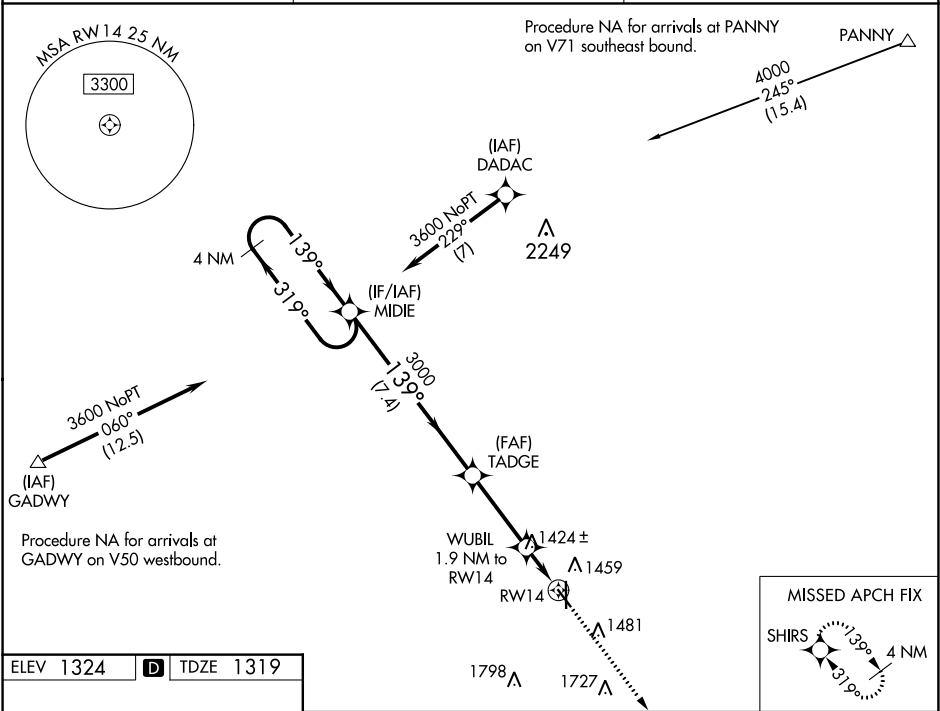 Procedure NA for arrivals at PANNY
on V71 southeast bound.
PANNY
MSA RW14 25 NM
3300
4000
245°
(15.4)
(IAF)
DADAC
3600 NoPT
229°
(7)
2249
4 NM
139°
319°
(IF/IAF)
MIDIE
3000
139°
(7.4)
3600 NoPT
060°
(12.5)
(IAF)
GADWY
(FAF)
TADGE
Procedure NA for arrivals at
GADWY on V50 westbound.
WUBIL
1.9 NM to
RW14
1424 ±
1459
RW14
1481
1798
1727
MISSED APCH FIX
SHIRS
139°
4 NM
319°
ELEV 1324 D TDZE 1319